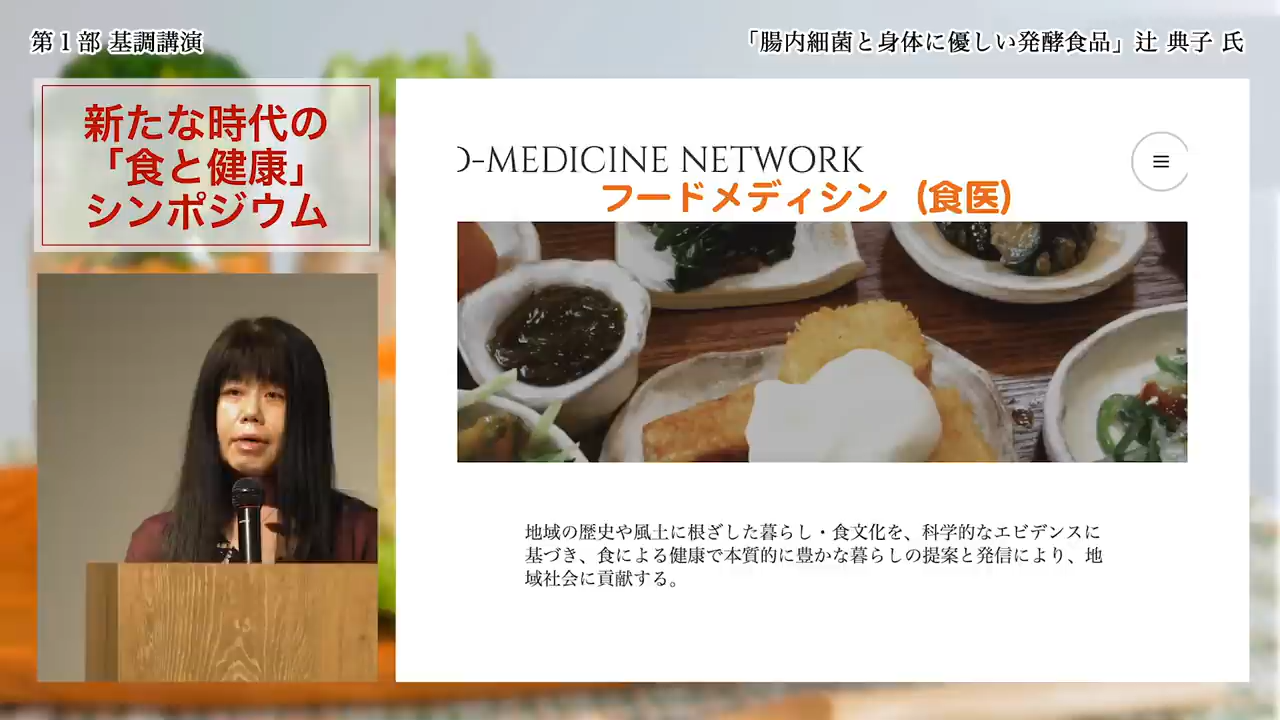 第１部 基調講演
「腸内細菌と身体に優しい発酵食品」辻 典子 氏
新たな時代の
「食と健康」
シンポジウム
D-MEDICINE NETWORK
フードメディシン（食医）
地域の歴史や風土に根ざした暮らし・食文化を、科学的なエビデンスに
基づき、食による健康で本質的に豊かな暮らしの提案と発信により、地
域社会に貢献する。